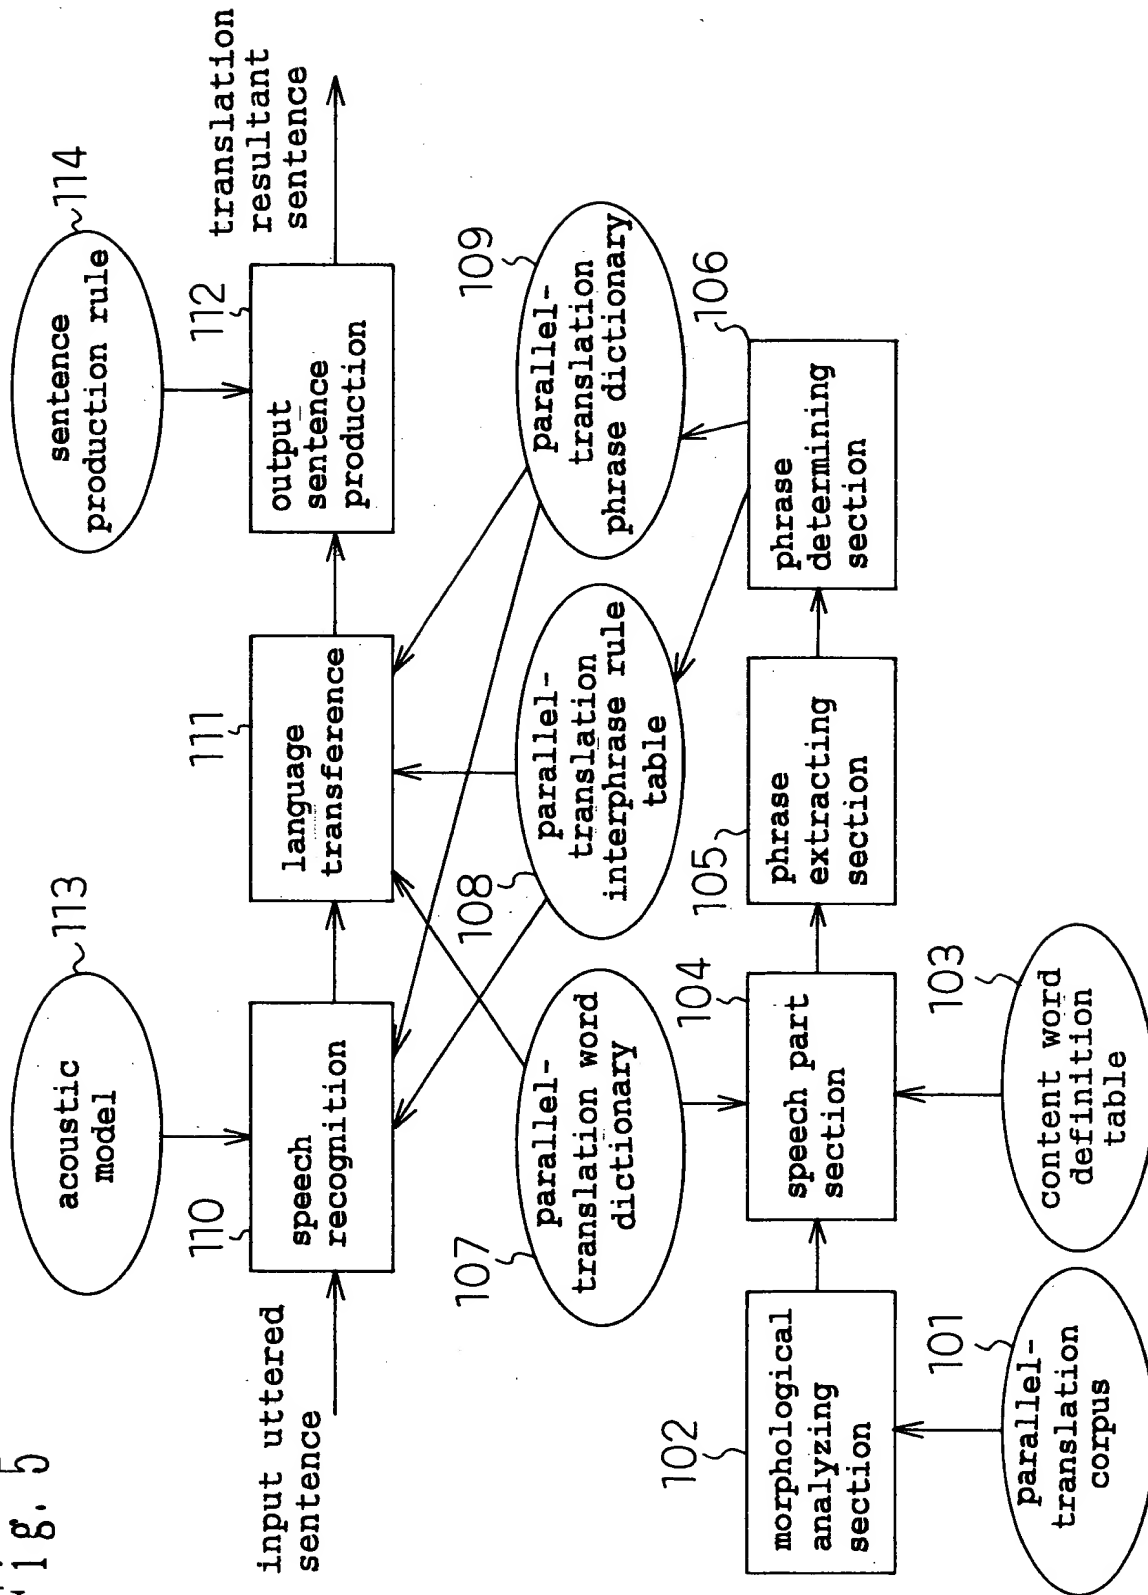 Fig. 5
acoustic
model
113
sentence
production rule
114
input uttered
sentence
110
speech
recognition
111
language
transference
112
output
sentence
production
translation
resultant
sentence
107
parallel-
translation word
dictionary
108
parallel-
translation
interphrase rule
table
109
parallel-
translation
phrase dictionary
102
morphological
analyzing
section
104
speech part
section
105
phrase
extracting
section
106
phrase
determining
section
101
parallel-
translation
corpus
103
content word
definition
table